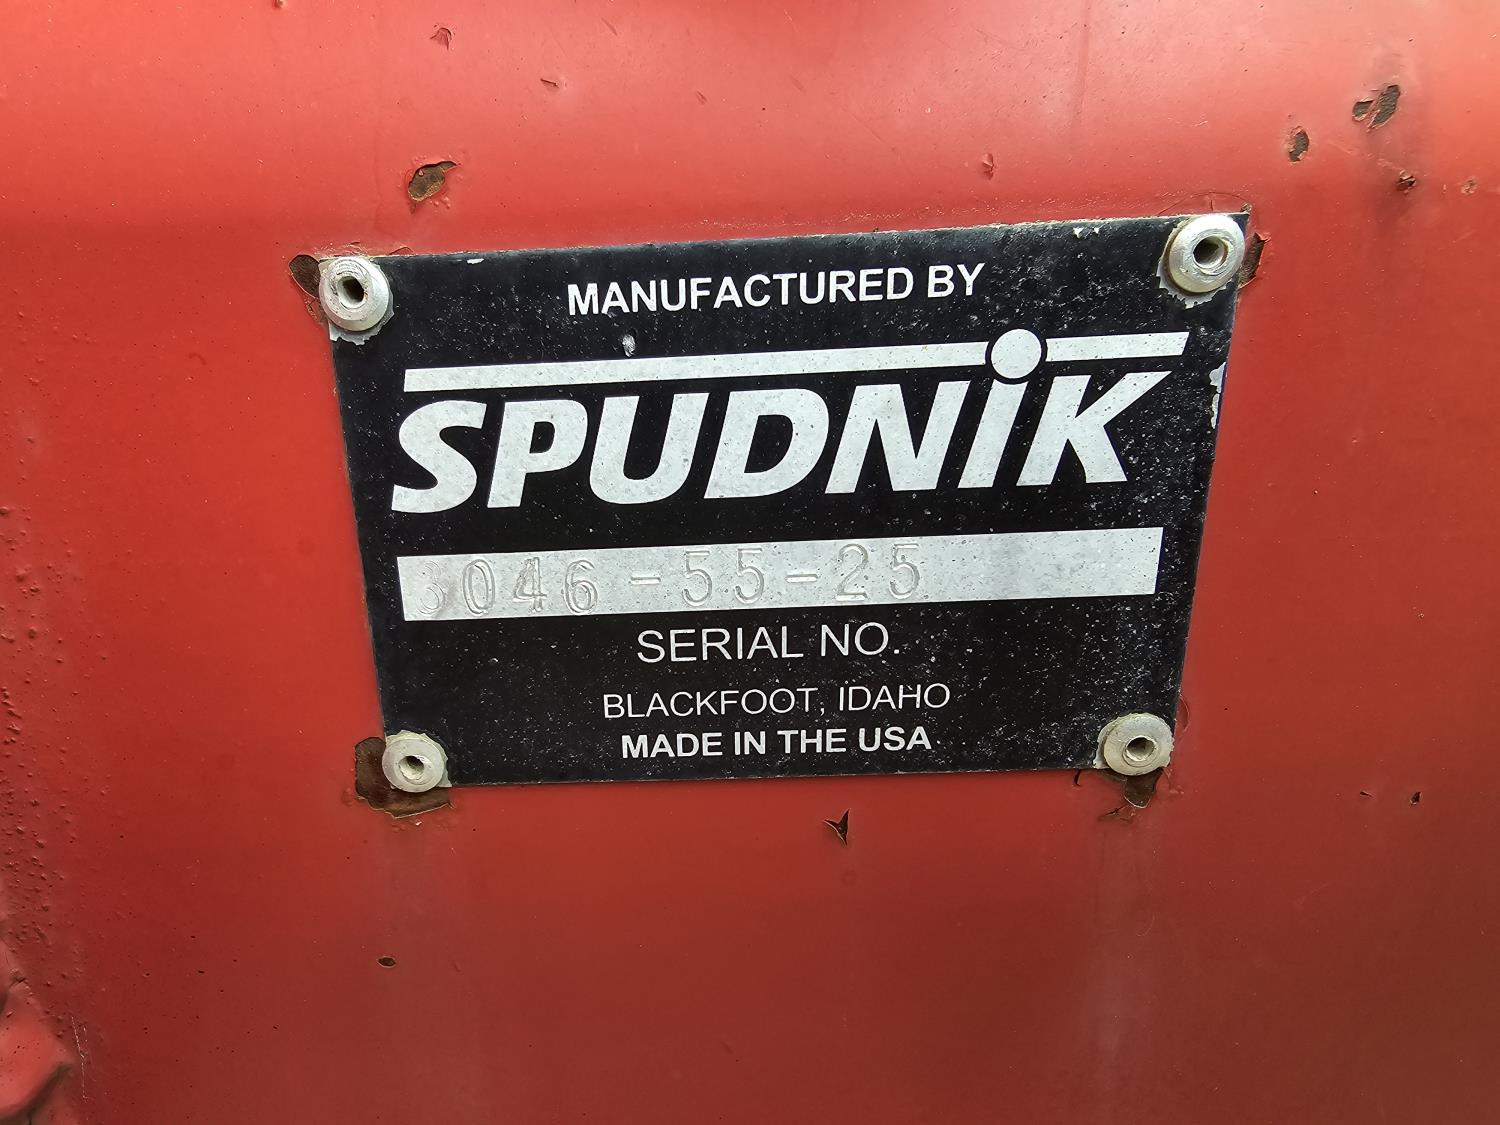 MANUFACTURED BY
SPUDNiK
3046-55-25
SERIAL NO.
BLACKFOOT, IDAHO
MADE IN THE USA